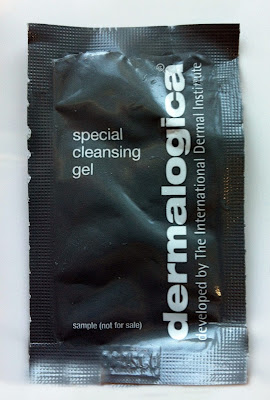 special
cleansing
gel
sample (not for sale)
dermalogica®
developed by The International Dermal Institute